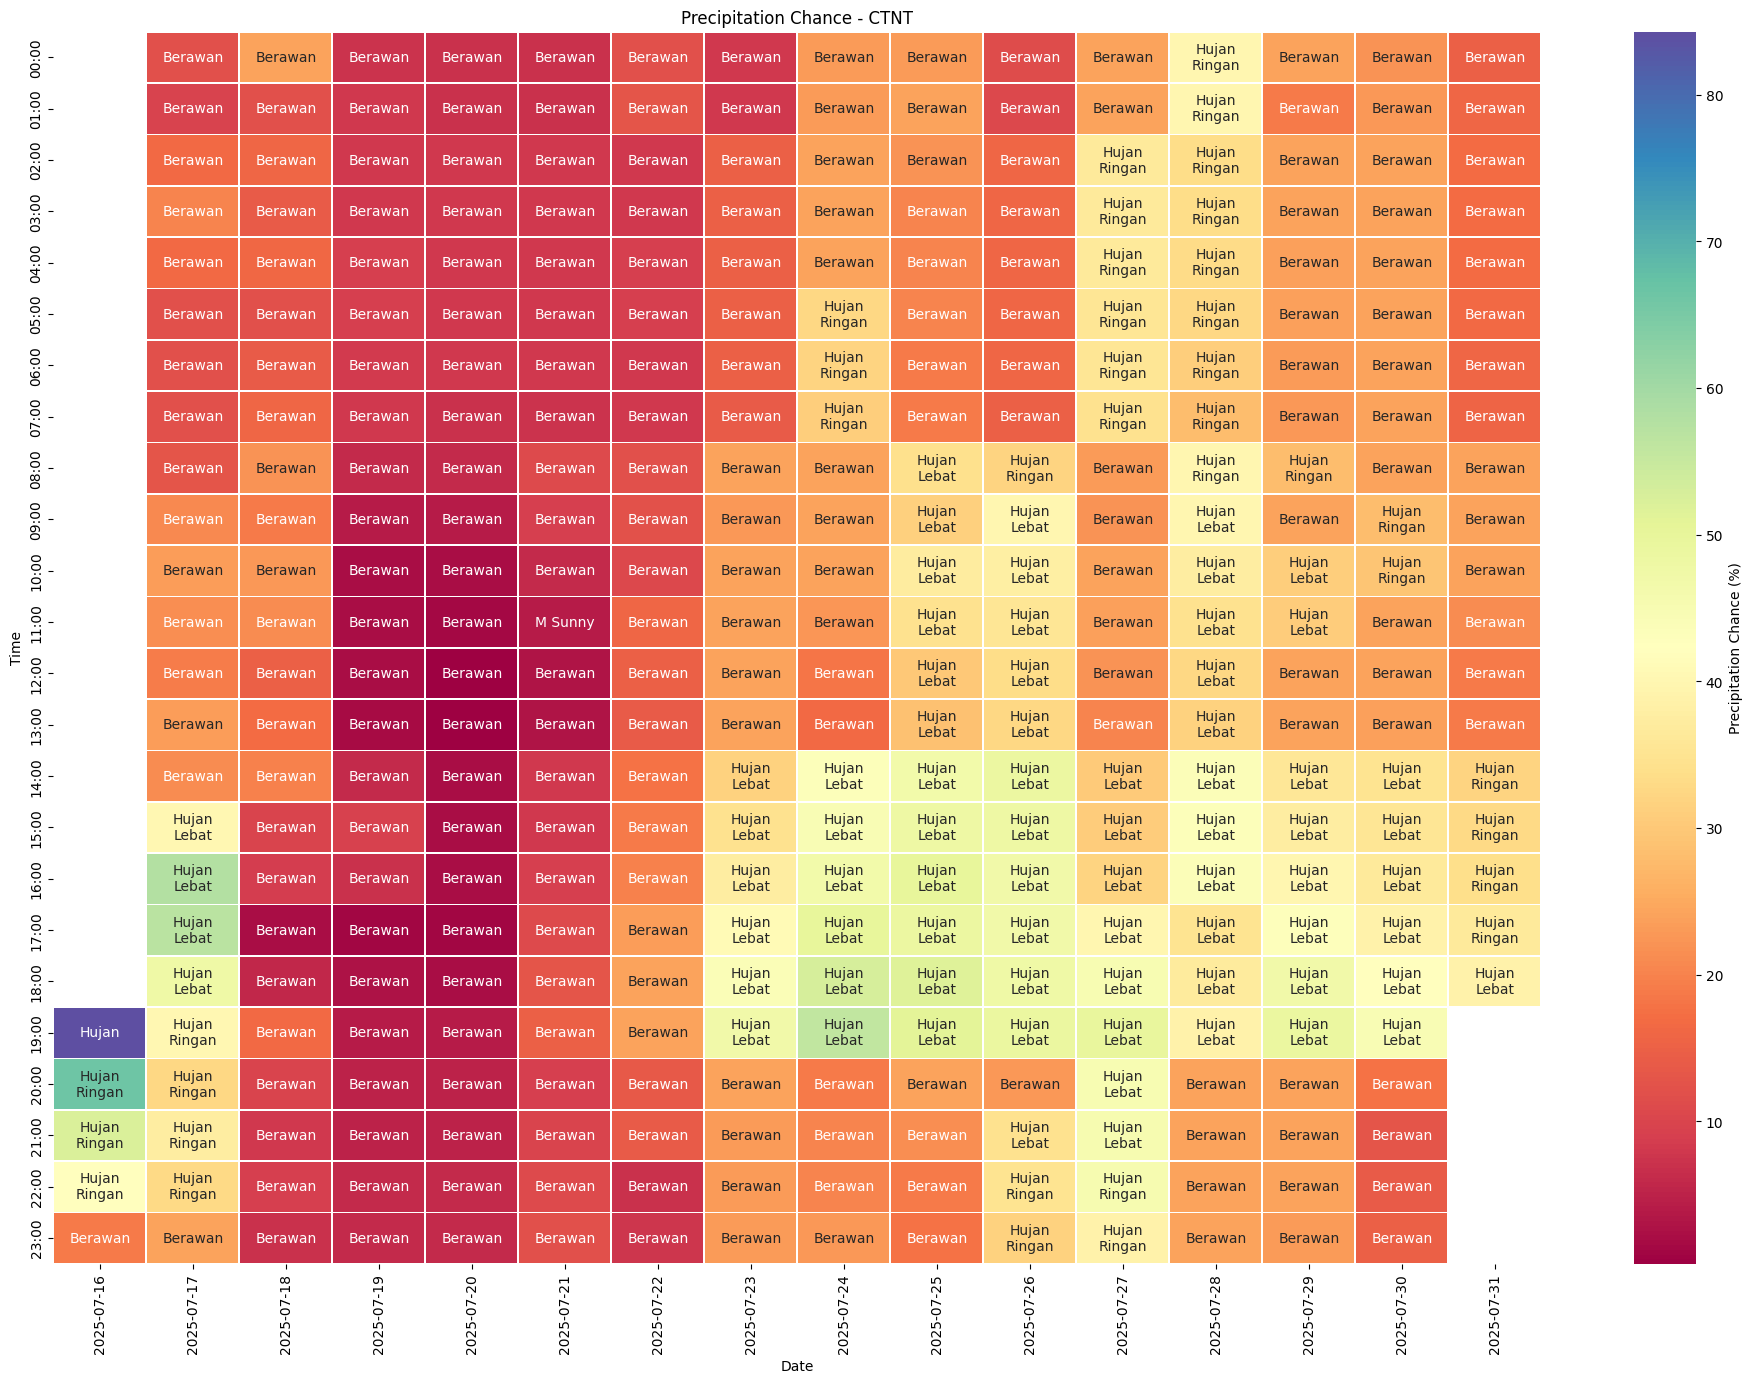 Precipitation Chance - CTNT
00:00 Berawan Berawan Berawan Berawan Berawan Berawan Berawan Berawan Berawan Berawan Berawan Hujan Ringan Berawan Berawan Berawan
01:00 Berawan Berawan Berawan Berawan Berawan Berawan Berawan Berawan Berawan Berawan Berawan Hujan Ringan Berawan Berawan Berawan
02:00 Berawan Berawan Berawan Berawan Berawan Berawan Berawan Berawan Berawan Berawan Hujan Ringan Hujan Ringan Berawan Berawan Berawan
03:00 Berawan Berawan Berawan Berawan Berawan Berawan Berawan Berawan Berawan Berawan Hujan Ringan Hujan Ringan Berawan Berawan Berawan
04:00 Berawan Berawan Berawan Berawan Berawan Berawan Berawan Berawan Berawan Berawan Hujan Ringan Hujan Ringan Berawan Berawan Berawan
05:00 Berawan Berawan Berawan Berawan Berawan Berawan Berawan Hujan Ringan Berawan Berawan Hujan Ringan Hujan Ringan Berawan Berawan Berawan
06:00 Berawan Berawan Berawan Berawan Berawan Berawan Berawan Hujan Ringan Berawan Berawan Hujan Ringan Hujan Ringan Berawan Berawan Berawan
07:00 Berawan Berawan Berawan Berawan Berawan Berawan Berawan Hujan Ringan Berawan Berawan Hujan Ringan Hujan Ringan Berawan Berawan Berawan
08:00 Berawan Berawan Berawan Berawan Berawan Berawan Berawan Berawan Hujan Lebat Hujan Ringan Berawan Hujan Ringan Hujan Ringan Berawan Berawan
09:00 Berawan Berawan Berawan Berawan Berawan Berawan Berawan Berawan Hujan Lebat Hujan Lebat Berawan Hujan Lebat Berawan Hujan Ringan Berawan
10:00 Berawan Berawan Berawan Berawan Berawan Berawan Berawan Berawan Hujan Lebat Hujan Lebat Berawan Hujan Lebat Hujan Lebat Hujan Ringan Berawan
11:00 Berawan Berawan Berawan Berawan M Sunny Berawan Berawan Berawan Hujan Lebat Hujan Lebat Berawan Hujan Lebat Hujan Lebat Berawan Berawan
12:00 Berawan Berawan Berawan Berawan Berawan Berawan Berawan Berawan Hujan Lebat Hujan Lebat Berawan Hujan Lebat Berawan Berawan Berawan
13:00 Berawan Berawan Berawan Berawan Berawan Berawan Berawan Berawan Hujan Lebat Hujan Lebat Berawan Hujan Lebat Berawan Berawan Berawan
14:00 Berawan Berawan Berawan Berawan Berawan Berawan Hujan Lebat Hujan Lebat Hujan Lebat Hujan Lebat Hujan Lebat Hujan Lebat Hujan Lebat Hujan Lebat Hujan Ringan
15:00 Hujan Lebat Berawan Berawan Berawan Berawan Berawan Hujan Lebat Hujan Lebat Hujan Lebat Hujan Lebat Hujan Lebat Hujan Lebat Hujan Lebat Hujan Lebat Hujan Ringan
16:00 Hujan Lebat Berawan Berawan Berawan Berawan Berawan Hujan Lebat Hujan Lebat Hujan Lebat Hujan Lebat Hujan Lebat Hujan Lebat Hujan Lebat Hujan Lebat Hujan Ringan
17:00 Hujan Lebat Berawan Berawan Berawan Berawan Berawan Hujan Lebat Hujan Lebat Hujan Lebat Hujan Lebat Hujan Lebat Hujan Lebat Hujan Lebat Hujan Lebat Hujan Ringan
18:00 Hujan Lebat Berawan Berawan Berawan Berawan Berawan Hujan Lebat Hujan Lebat Hujan Lebat Hujan Lebat Hujan Lebat Hujan Lebat Hujan Lebat Hujan Lebat Hujan Lebat
19:00 Hujan Hujan Ringan Berawan Berawan Berawan Berawan Berawan Hujan Lebat Hujan Lebat Hujan Lebat Hujan Lebat Hujan Lebat Hujan Lebat Hujan Lebat Hujan Lebat
20:00 Hujan Ringan Hujan Ringan Berawan Berawan Berawan Berawan Berawan Berawan Berawan Berawan Berawan Hujan Lebat Berawan Berawan Berawan
21:00 Hujan Ringan Hujan Ringan Berawan Berawan Berawan Berawan Berawan Berawan Berawan Berawan Hujan Lebat Hujan Lebat Berawan Berawan Berawan
22:00 Hujan Ringan Hujan Ringan Berawan Berawan Berawan Berawan Berawan Berawan Berawan Berawan Hujan Ringan Hujan Ringan Berawan Berawan Berawan
23:00 Berawan Berawan Berawan Berawan Berawan Berawan Berawan Berawan Berawan Berawan Hujan Ringan Hujan Ringan Berawan Berawan Berawan
Time
2025-07-16 2025-07-17 2025-07-18 2025-07-19 2025-07-20 2025-07-21 2025-07-22 2025-07-23 2025-07-24 2025-07-25 2025-07-26 2025-07-27 2025-07-28 2025-07-29 2025-07-30 2025-07-31
Date
80
70
60
50
40
30
20
10
Precipitation Chance (%)